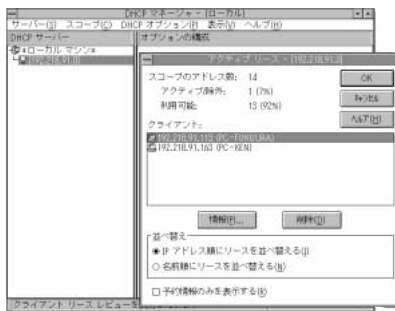 DHCP マネージャ - [ローカル]
サーバー(S) スコープ(C) DHCP オプション(P) 表示(V) ヘルプ(H)
DHCP サーバー
オプションの構成
*ローカル マシン*
[192.218.91.0]
アクティブ リース - [192.218.91.0]
スコープのアドレス数: 14
アクティブ/除外: 1 (7%)
利用可能: 13 (92%)
OK
キャンセル
ヘルプ(H)
クライアント:
192.218.91.163 (PC-KEN)
情報(P)...
削除(D)
並べ替え
IP アドレス順にリースを並べ替える(I)
名前順にリースを並べ替える(N)
予約情報のみを表示する(R)
クライアント リース レビューを